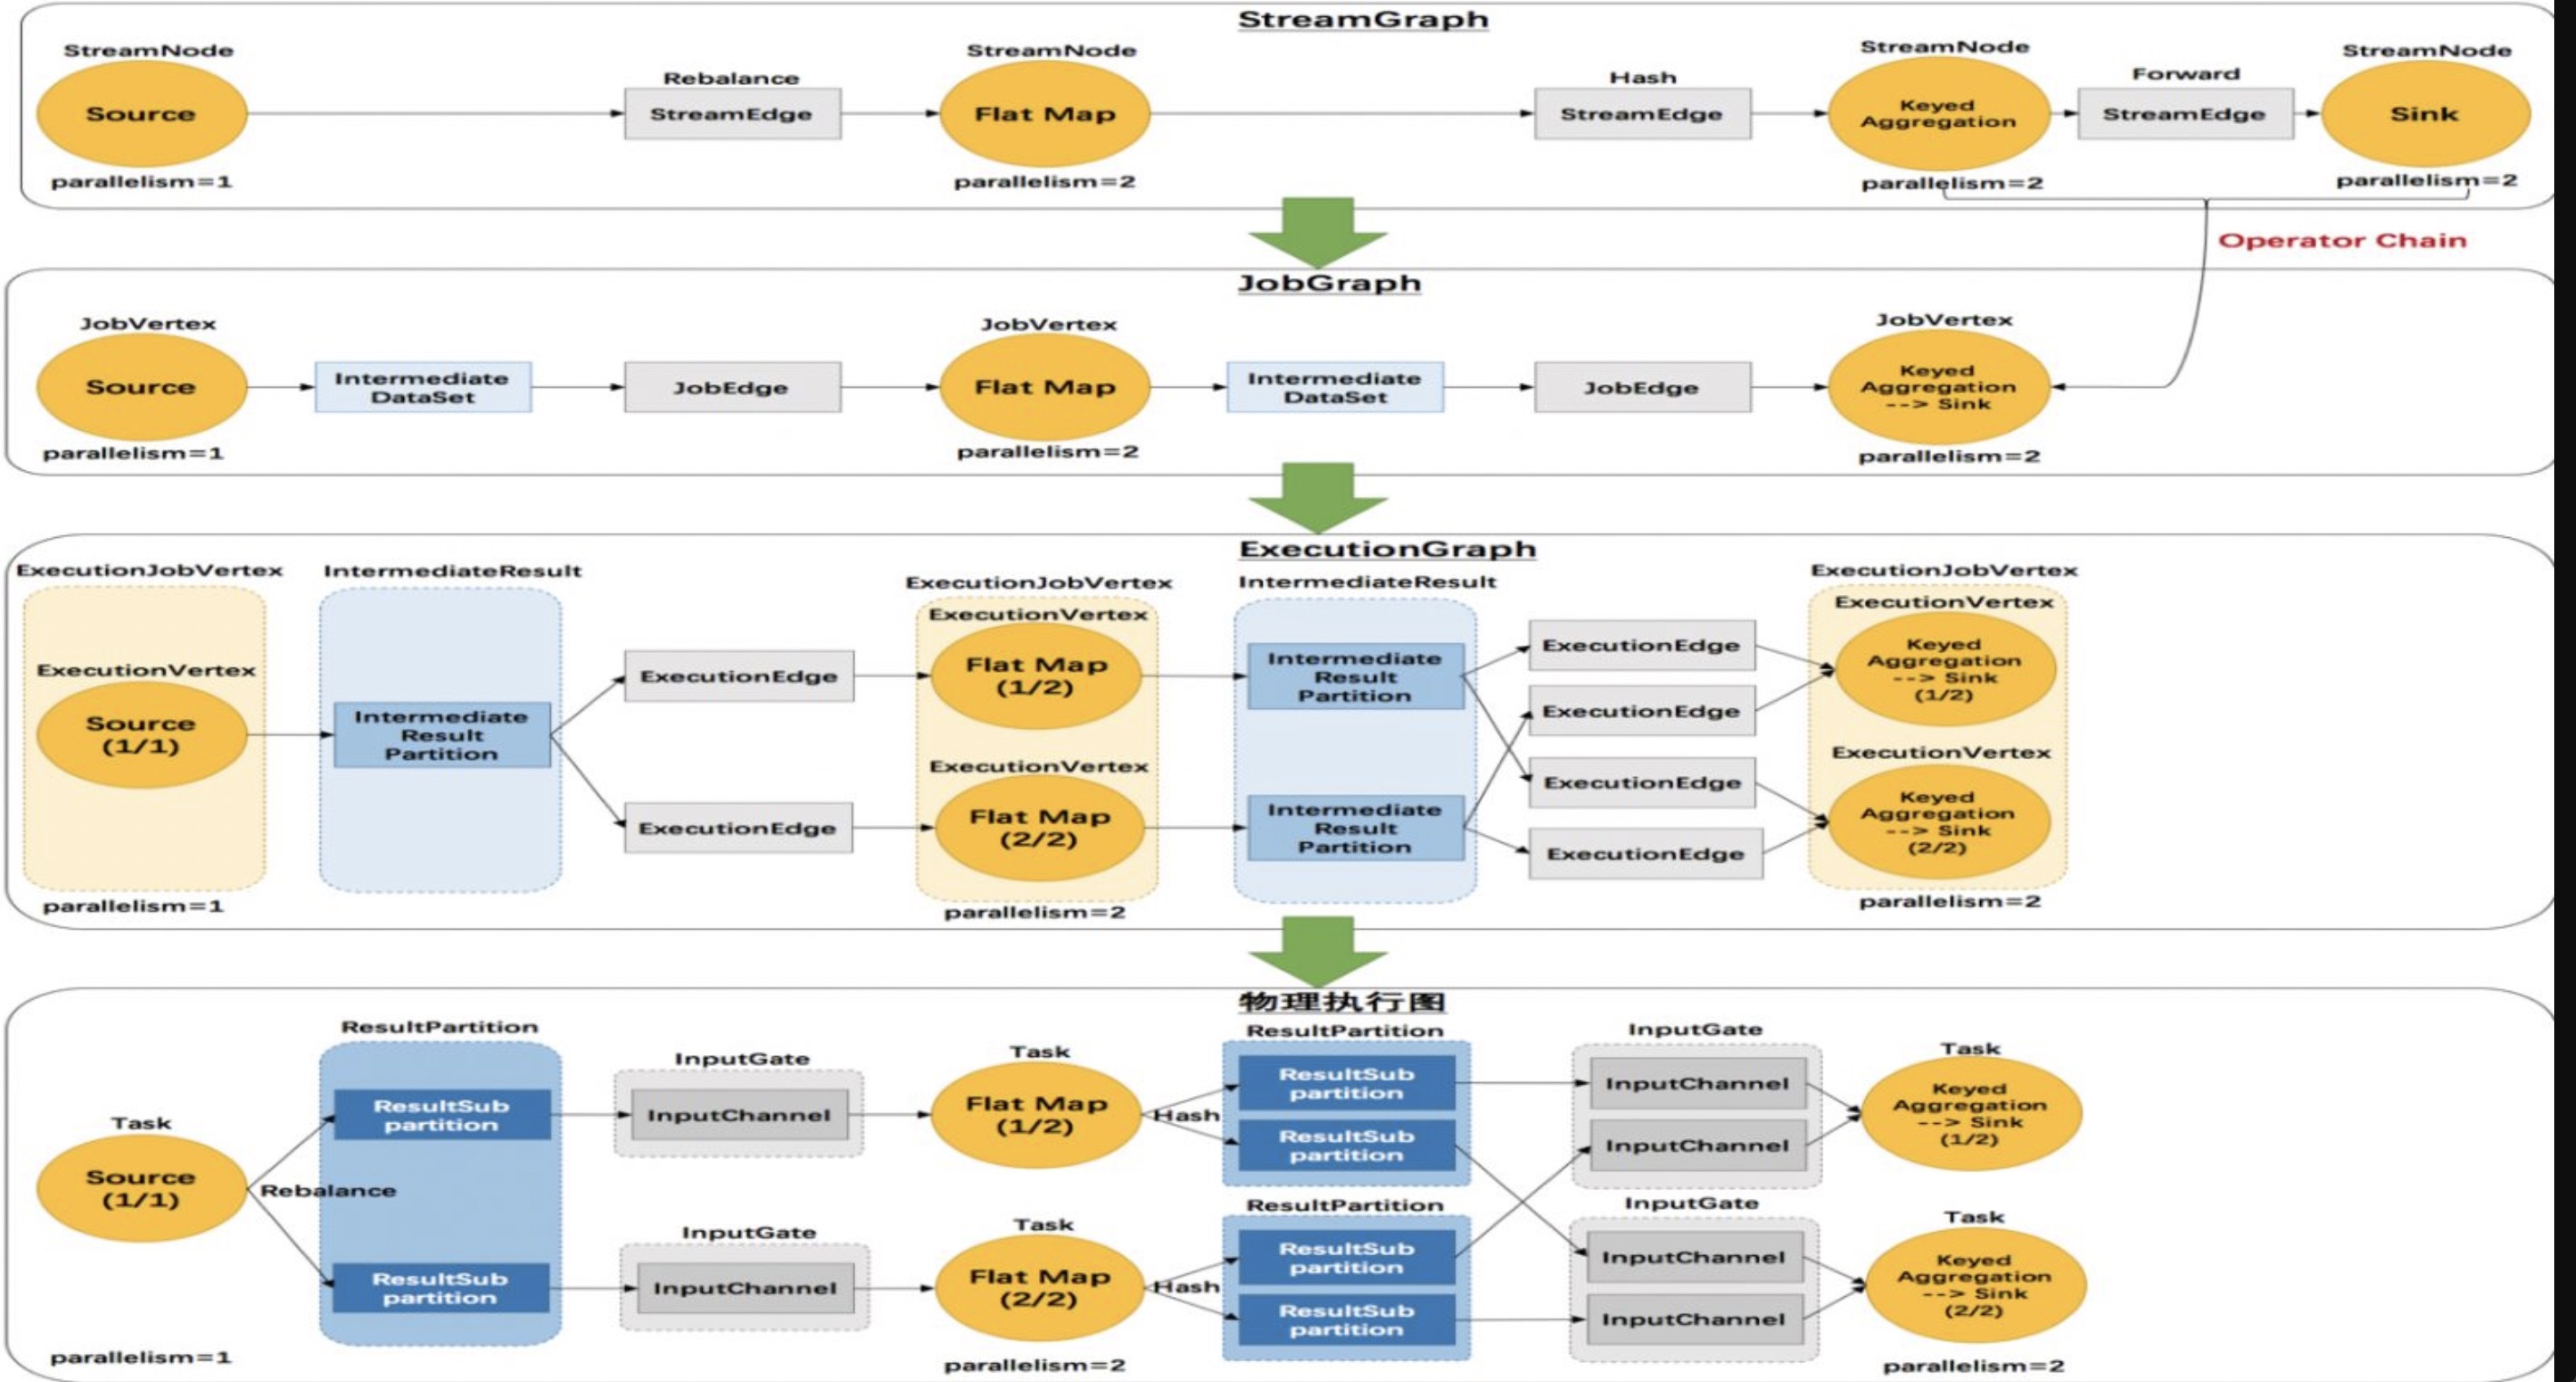 StreamGraph
StreamNode
Source
parallelism=1
Rebalance
StreamEdge
StreamNode
Flat Map
parallelism=2
Hash
StreamEdge
StreamNode
Keyed
Aggregation
parallelism=2
Forward
StreamEdge
StreamNode
Sink
parallelism=2
Operator Chain
JobGraph
JobVertex
Source
parallelism=1
Intermediate
DataSet
JobEdge
JobVertex
Flat Map
parallelism=2
Intermediate
DataSet
JobEdge
JobVertex
Keyed
Aggregation
--> Sink
parallelism=2
ExecutionGraph
ExecutionJobVertex
ExecutionVertex
Source
(1/1)
parallelism=1
IntermediateResult
Intermediate
Result
Partition
ExecutionEdge
ExecutionEdge
ExecutionJobVertex
ExecutionVertex
Flat Map
(1/2)
ExecutionVertex
Flat Map
(2/2)
parallelism=2
IntermediateResult
Intermediate
Result
Partition
Intermediate
Result
Partition
ExecutionEdge
ExecutionEdge
ExecutionEdge
ExecutionEdge
ExecutionJobVertex
ExecutionVertex
Keyed
Aggregation
--> Sink
(1/2)
ExecutionVertex
Keyed
Aggregation
--> Sink
(2/2)
parallelism=2
物理执行图
Task
Source
(1/1)
parallelism=1
Rebalance
ResultPartition
ResultSub
partition
ResultSub
partition
InputGate
InputChannel
InputGate
InputChannel
Task
Flat Map
(1/2)
Task
Flat Map
(2/2)
parallelism=2
Hash
Hash
ResultPartition
ResultSub
partition
ResultSub
partition
ResultPartition
ResultSub
partition
ResultSub
partition
InputGate
InputChannel
InputChannel
InputGate
InputChannel
InputChannel
Task
Keyed
Aggregation
--> Sink
(1/2)
Task
Keyed
Aggregation
--> Sink
(2/2)
parallelism=2